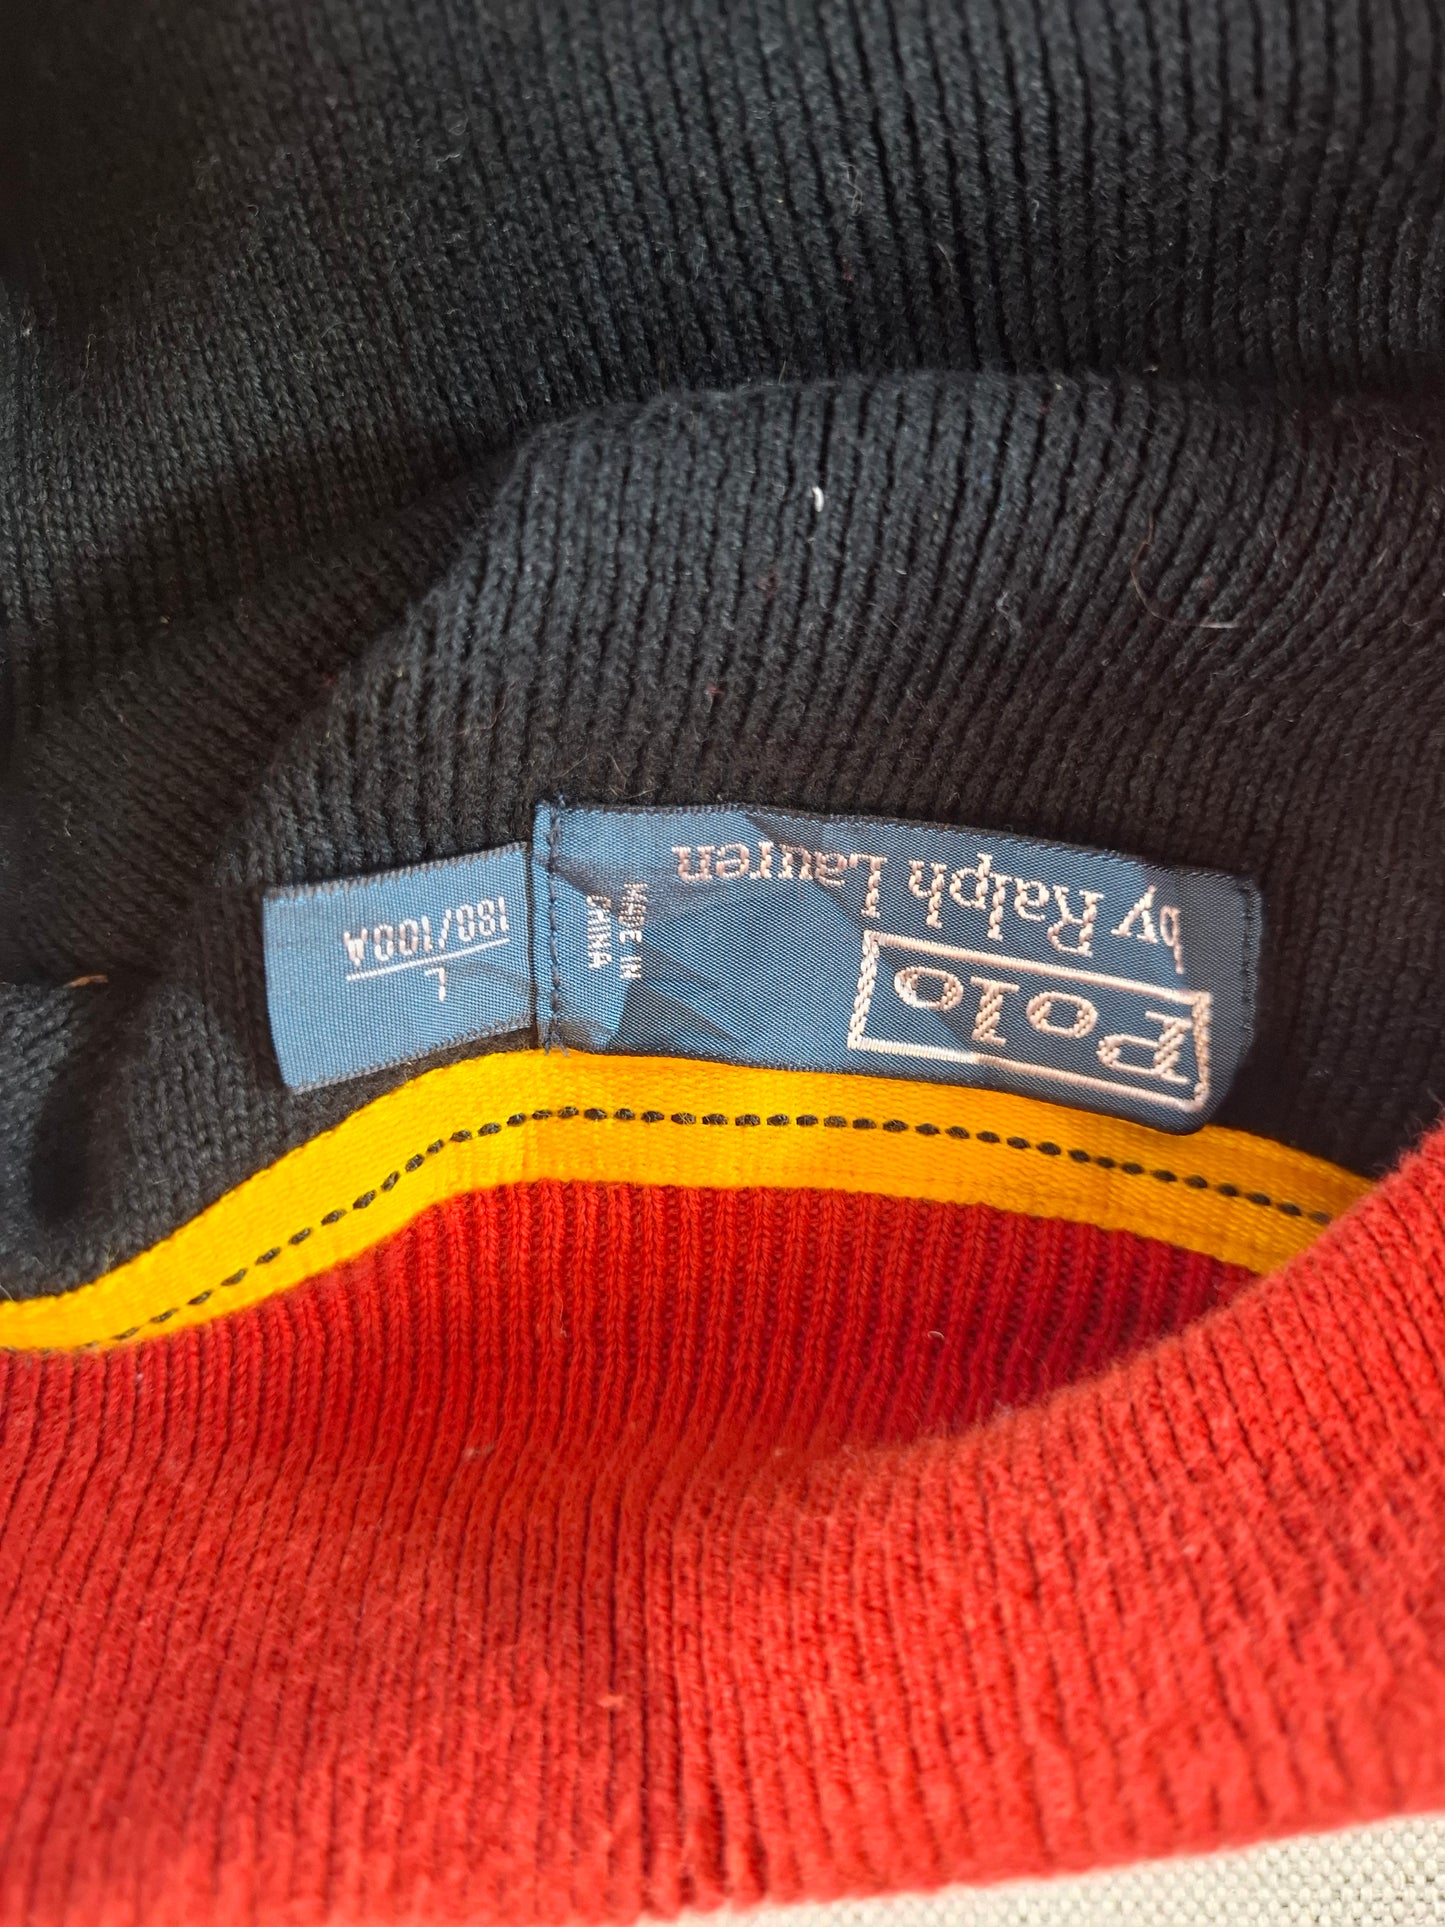 Polo
by Ralph Lauren
MADE IN
CHINA
L
180/100A